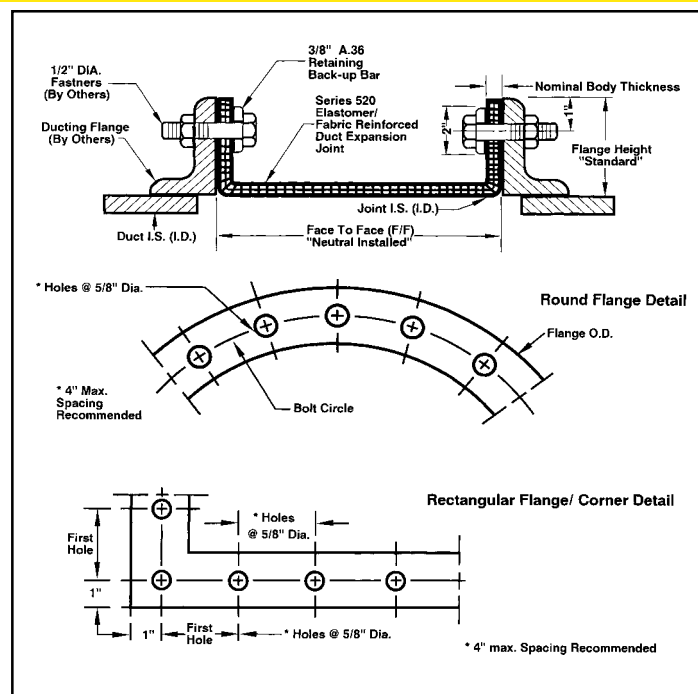 3/8" A.36
Retaining
Back-up Bar
1/2" DIA.
Fastners
(By Others)
Nominal Body Thickness
Series 520
Elastomer/
Fabric Reinforced
Duct Expansion
Joint
2"
1"
Ducting Flange
(By Others)
Flange Height
"Standard"
Joint I.S. (I.D.)
Duct I.S. (I.D.)
Face To Face (F/F)
"Neutral Installed"
* Holes @ 5/8" Dia.
Round Flange Detail
Flange O.D.
* 4" Max.
Spacing
Recommended
Bolt Circle
Rectangular Flange/ Corner Detail
* Holes
@ 5/8" Dia.
First
Hole
1"
1"
First
Hole
* Holes @ 5/8" Dia.
* 4" max. Spacing Recommended